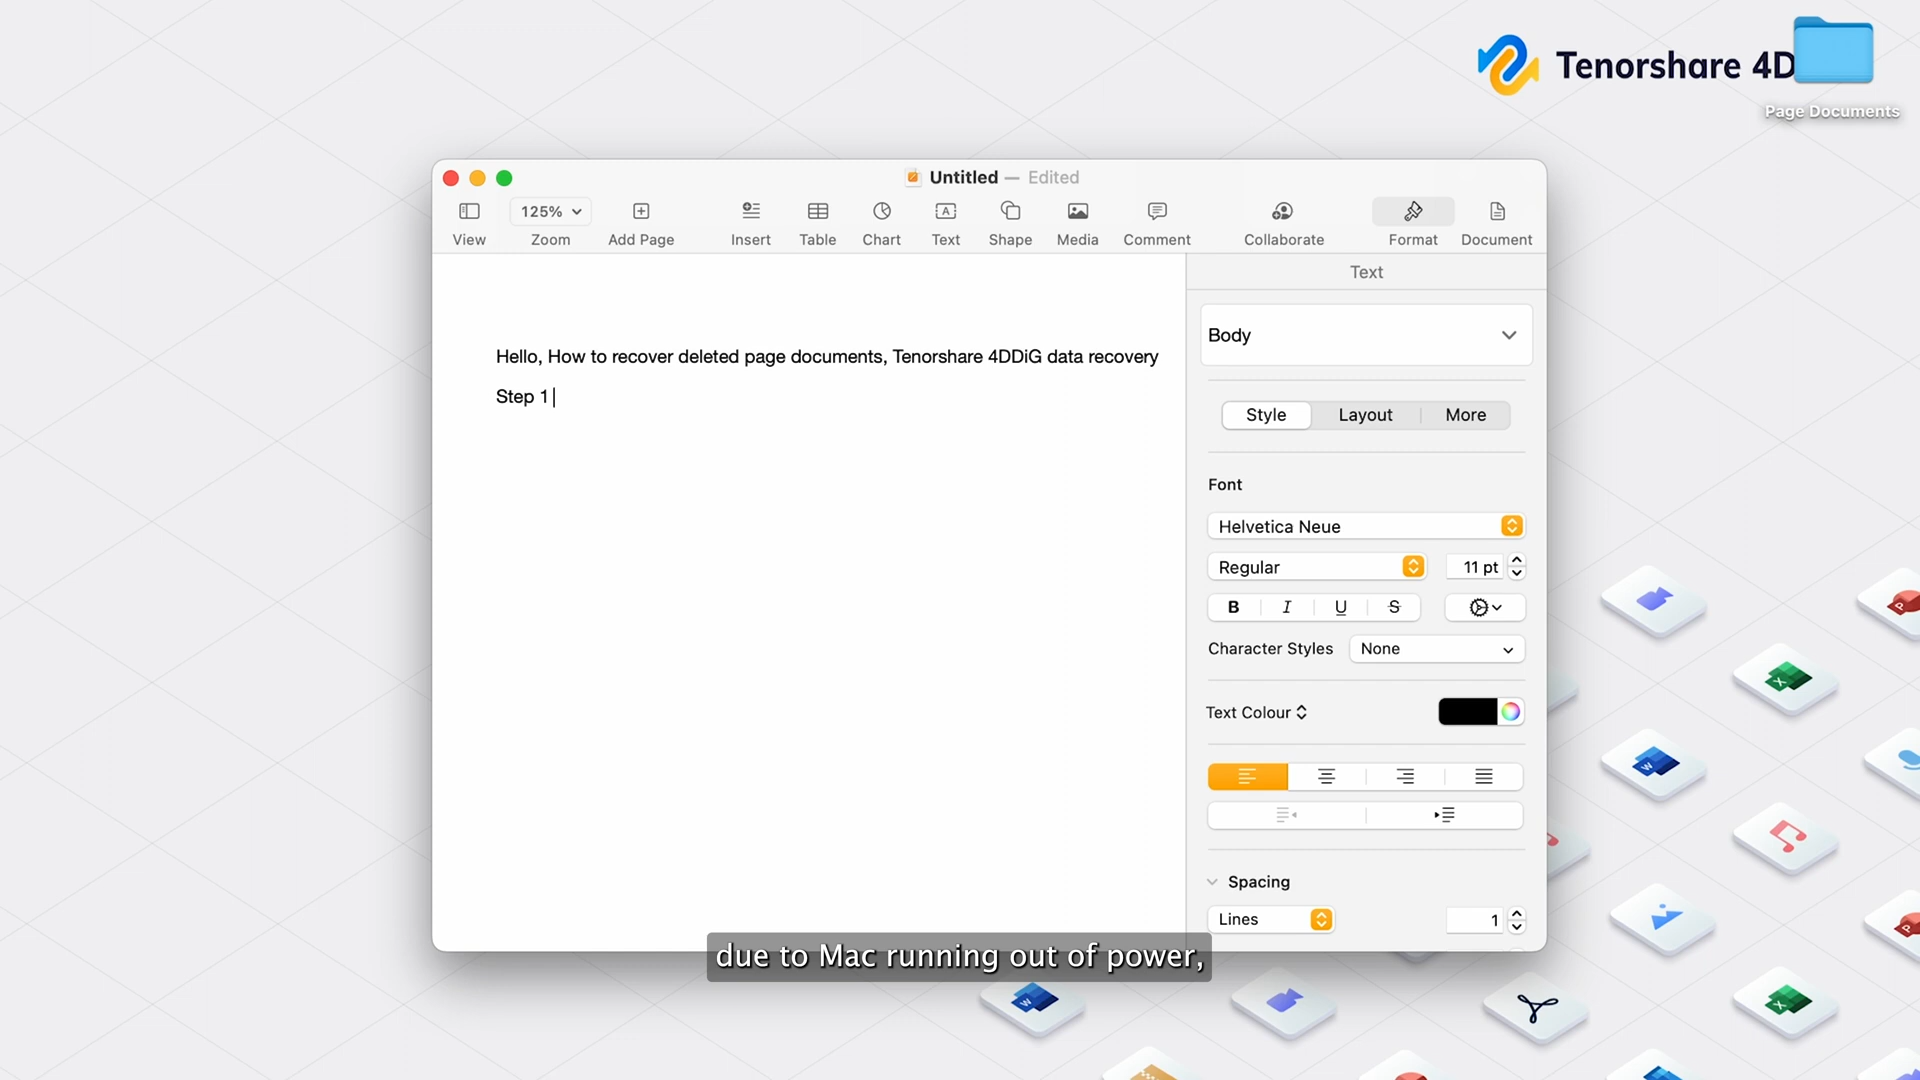 Tenorshare 4D
Page Documents
Untitled — Edited
125%
View
Zoom
Add Page
Insert
Table
Chart
Text
Shape
Media
Comment
Collaborate
Format
Document
Text
Hello, How to recover deleted page documents, Tenorshare 4DDiG data recovery
Step 1
Body
Style
Layout
More
Font
Helvetica Neue
Regular
11 pt
B I U S
Character Styles
None
Text Colour
Spacing
Lines
1
due to Mac running out of power,